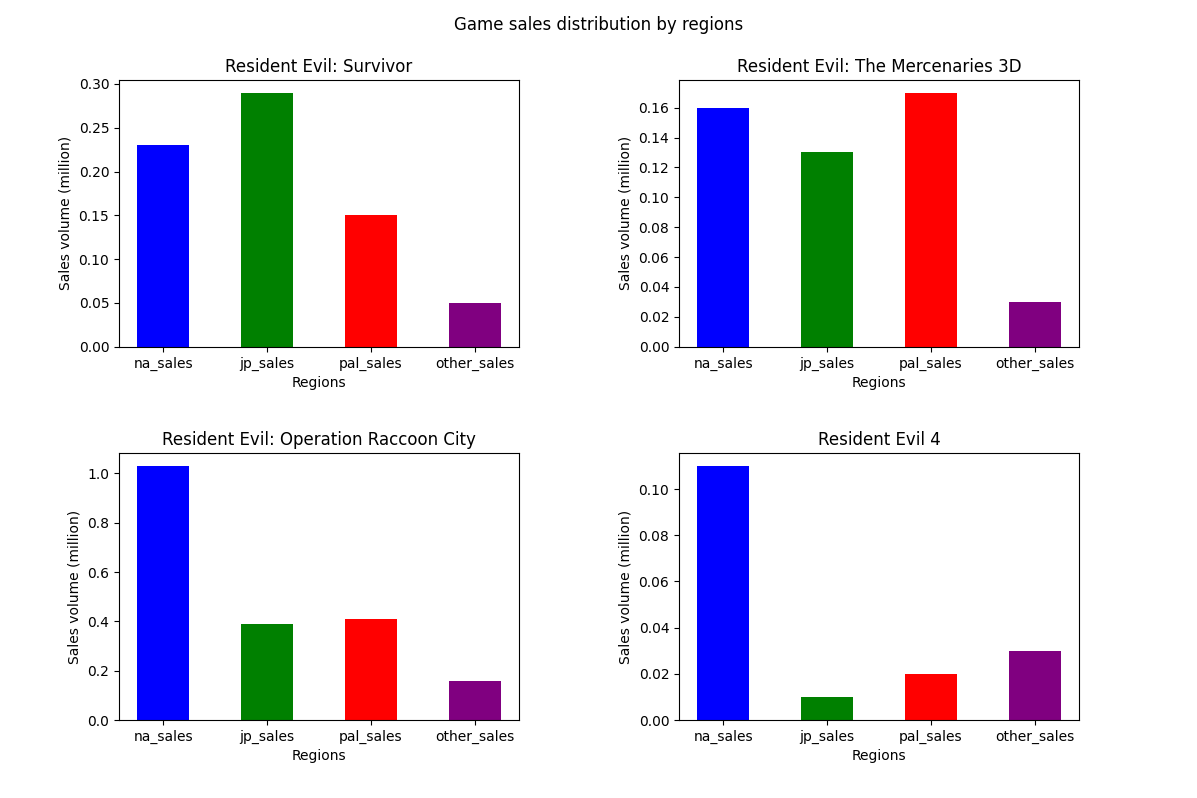 Game sales distribution by regions
Resident Evil: Survivor
Sales volume (million)
0.30
0.25
0.20
0.15
0.10
0.05
0.00
na_sales jp_sales pal_sales other_sales
Regions
Resident Evil: The Mercenaries 3D
Sales volume (million)
0.16
0.14
0.12
0.10
0.08
0.06
0.04
0.02
0.00
na_sales jp_sales pal_sales other_sales
Regions
Resident Evil: Operation Raccoon City
Sales volume (million)
1.0
0.8
0.6
0.4
0.2
0.0
na_sales jp_sales pal_sales other_sales
Regions
Resident Evil 4
Sales volume (million)
0.10
0.08
0.06
0.04
0.02
0.00
na_sales jp_sales pal_sales other_sales
Regions